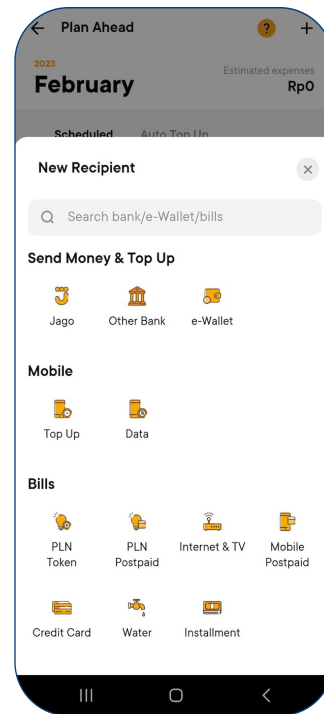 Plan Ahead
?
2023
February
Estimated expenses
Rp0
Scheduled Auto Top Up
New Recipient
Search bank/e-Wallet/bills
Send Money & Top Up
Jago
Other Bank
e-Wallet
Mobile
Top Up
Data
Bills
PLN
Token
PLN
Postpaid
Internet & TV
Mobile
Postpaid
Credit Card
Water
Installment